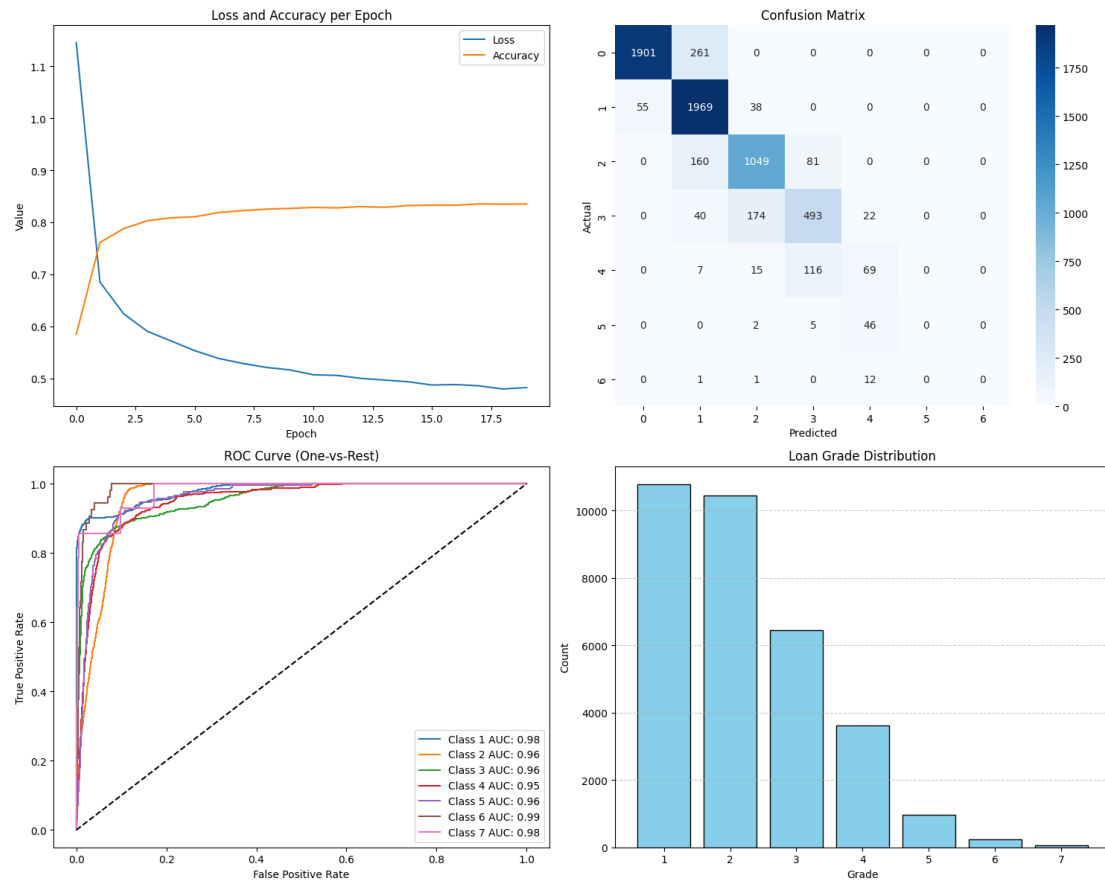 Loss and Accuracy per Epoch
Loss
Accuracy
1.1
1.0
0.9
0.8
0.7
0.6
0.5
Value
0.0 2.5 5.0 7.5 10.0 12.5 15.0 17.5
Epoch
Confusion Matrix
0 1901 261 0 0 0 0 0
1 55 1969 38 0 0 0 0
2 0 160 1049 81 0 0 0
3 0 40 174 493 22 0 0
4 0 7 15 116 69 0 0
5 0 0 2 5 46 0 0
6 0 1 1 0 12 0 0
Actual
0 1 2 3 4 5 6
Predicted
1750
1500
1250
1000
750
500
250
0
ROC Curve (One-vs-Rest)
1.0
0.8
0.6
0.4
0.2
0.0
True Positive Rate
Class 1 AUC: 0.98
Class 2 AUC: 0.96
Class 3 AUC: 0.96
Class 4 AUC: 0.95
Class 5 AUC: 0.96
Class 6 AUC: 0.99
Class 7 AUC: 0.98
0.0 0.2 0.4 0.6 0.8 1.0
False Positive Rate
Loan Grade Distribution
10000
8000
6000
4000
2000
0
Count
1 2 3 4 5 6 7
Grade